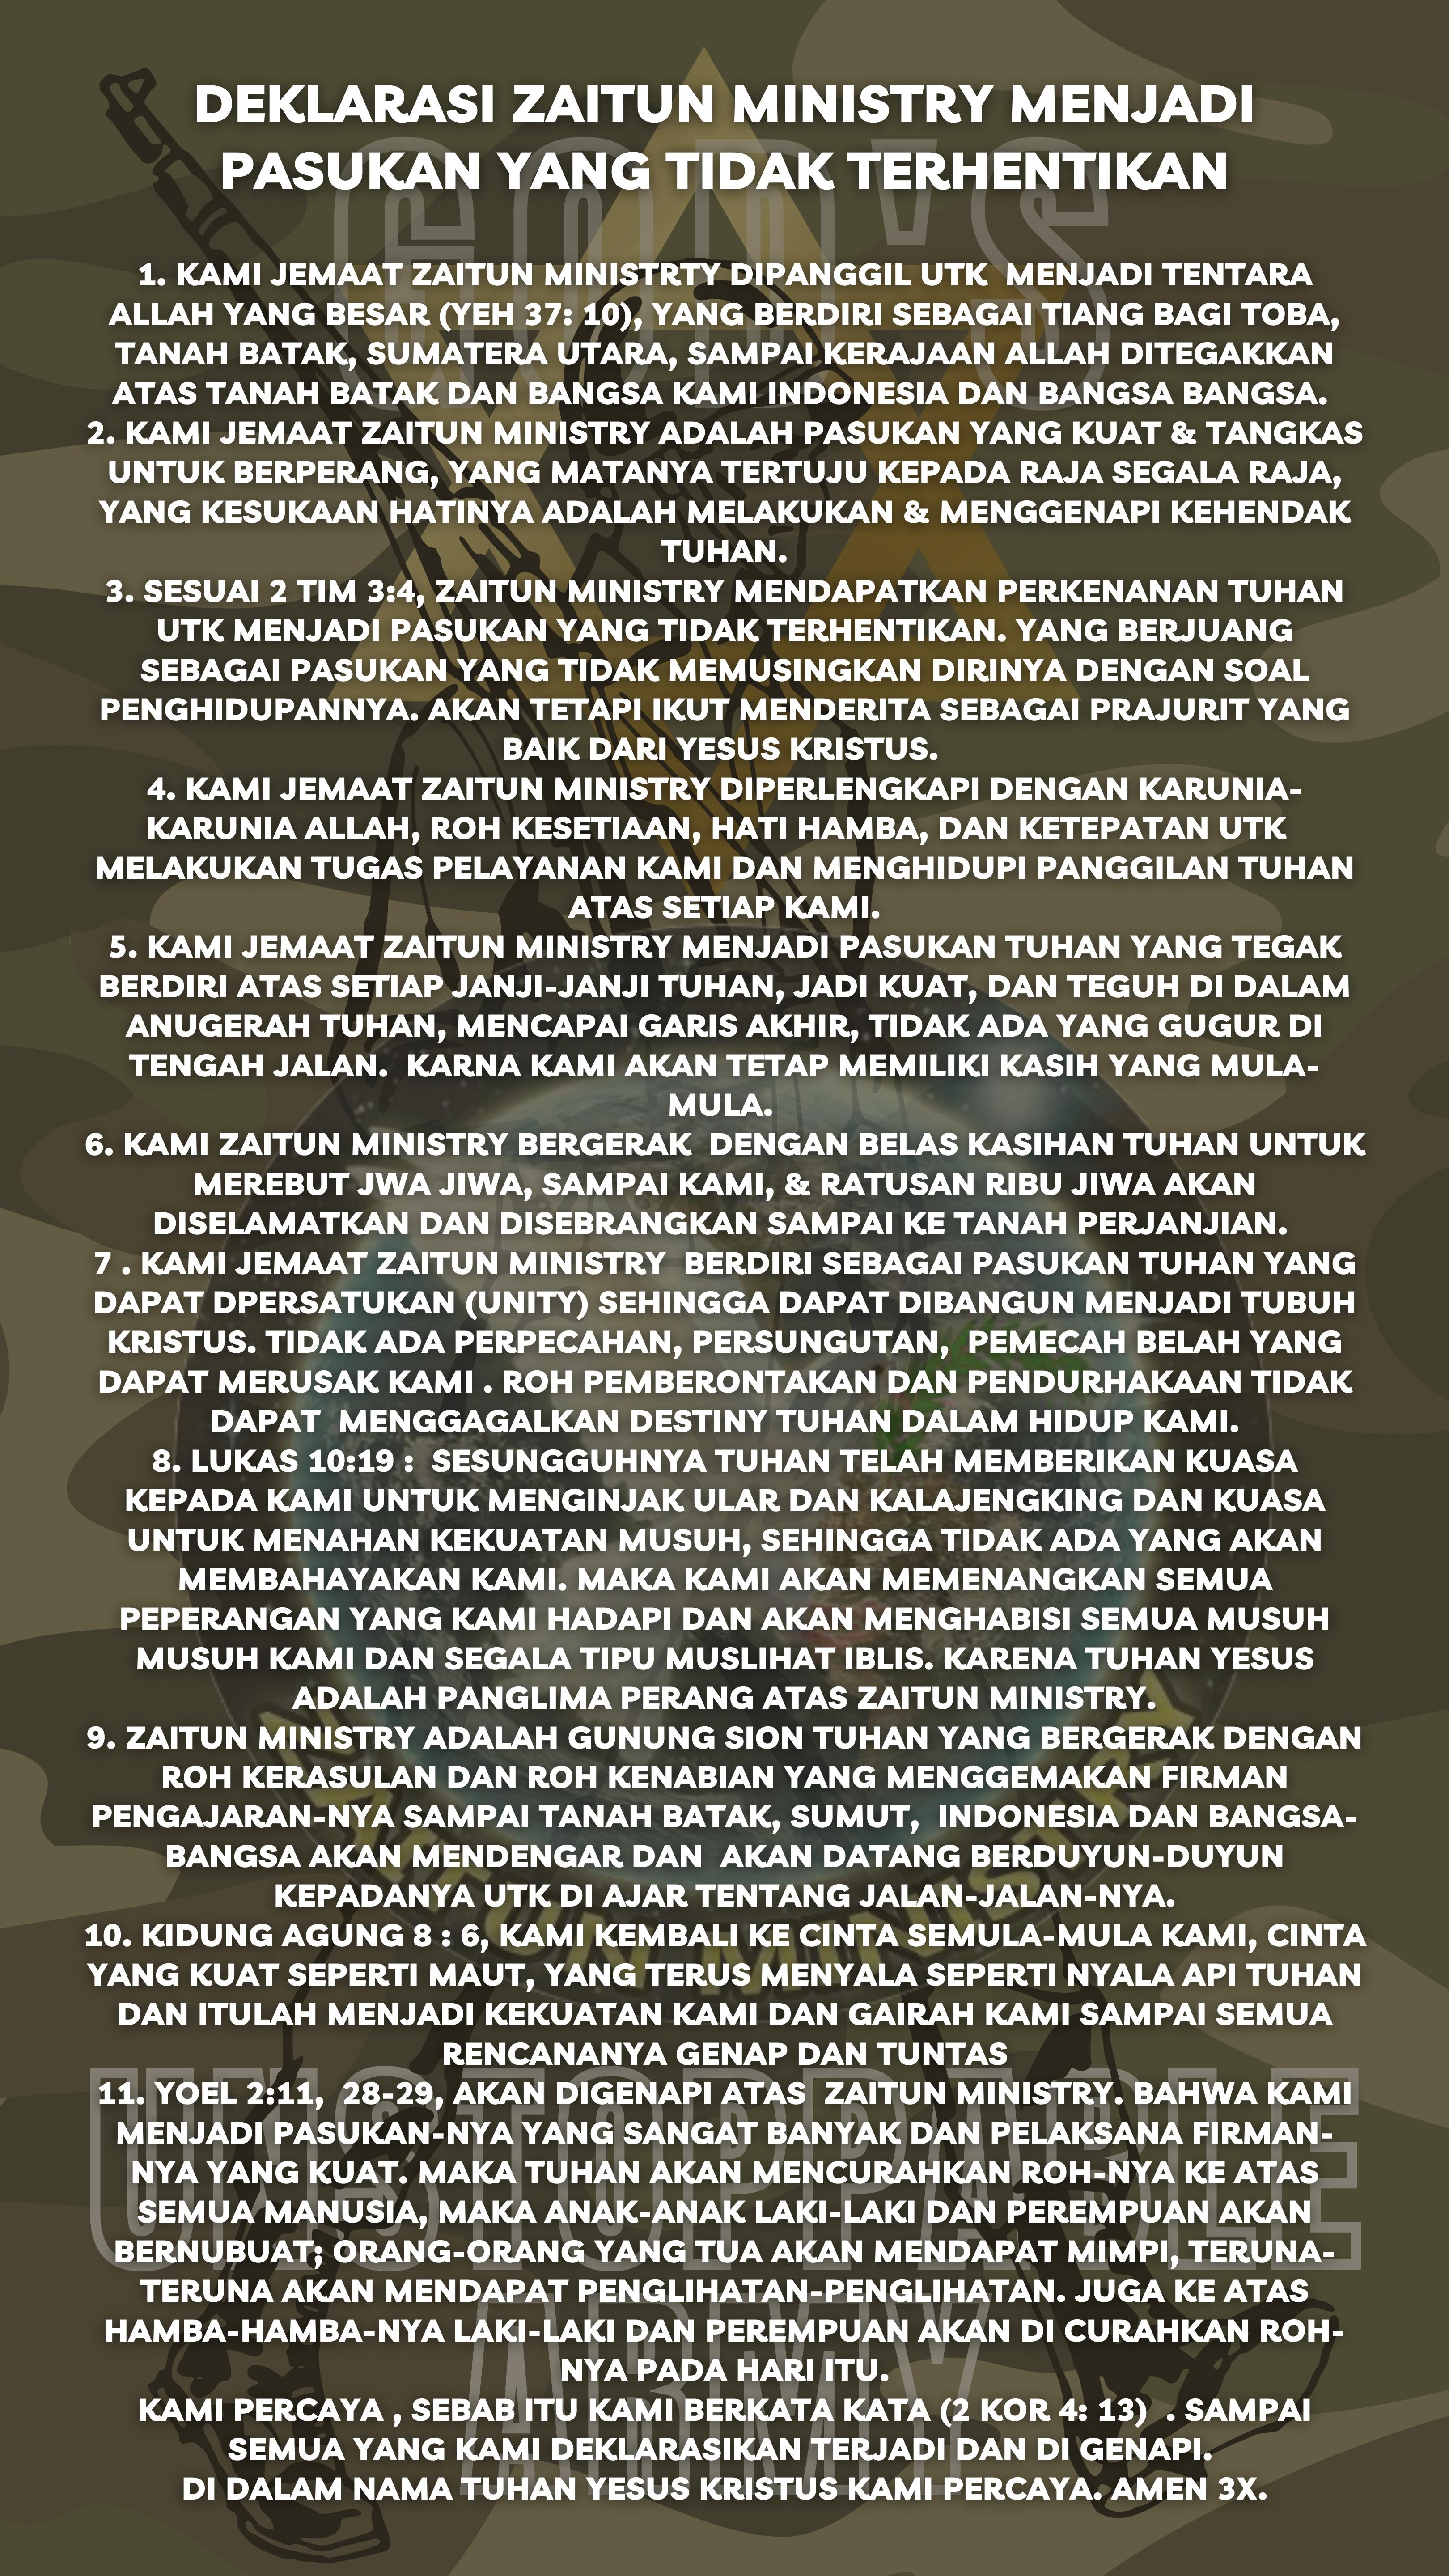 DEKLARASI ZAITUN MINISTRY MENJADI
PASUKAN YANG TIDAK TERHENTIKAN
GOD'S
1. KAMI JEMAAT ZAITUN MINISTRTY DIPANGGIL UTK MENJADI TENTARA
ALLAH YANG BESAR (YEH 37: 10), YANG BERDIRI SEBAGAI TIANG BAGI TOBA,
TANAH BATAK, SUMATERA UTARA, SAMPAI KERAJAAN ALLAH DITEGAKKAN
ATAS TANAH BATAK DAN BANGSA KAMI INDONESIA DAN BANGSA BANGSA.
2. KAMI JEMAAT ZAITUN MINISTRY ADALAH PASUKAN YANG KUAT & TANGKAS
UNTUK BERPERANG, YANG MATANYA TERTUJU KEPADA RAJA SEGALA RAJA,
YANG KESUKAAN HATINYA ADALAH MELAKUKAN & MENGGENAPI KEHENDAK
TUHAN.
3. SESUAI 2 TIM 3:4, ZAITUN MINISTRY MENDAPATKAN PERKENANAN TUHAN
UTK MENJADI PASUKAN YANG TIDAK TERHENTIKAN. YANG BERJUANG
SEBAGAI PASUKAN YANG TIDAK MEMUSINGKAN DIRINYA DENGAN SOAL
PENGHIDUPANNYA. AKAN TETAPI IKUT MENDERITA SEBAGAI PRAJURIT YANG
BAIK DARI YESUS KRISTUS.
4. KAMI JEMAAT ZAITUN MINISTRY DIPERLENGKAPI DENGAN KARUNIA-
KARUNIA ALLAH, ROH KESETIAAN, HATI HAMBA, DAN KETEPATAN UTK
MELAKUKAN TUGAS PELAYANAN KAMI DAN MENGHIDUPI PANGGILAN TUHAN
ATAS SETIAP KAMI.
5. KAMI JEMAAT ZAITUN MINISTRY MENJADI PASUKAN TUHAN YANG TEGAK
BERDIRI ATAS SETIAP JANJI-JANJI TUHAN, JADI KUAT, DAN TEGUH DI DALAM
ANUGERAH TUHAN, MENCAPAI GARIS AKHIR, TIDAK ADA YANG GUGUR DI
TENGAH JALAN. KARNA KAMI AKAN TETAP MEMILIKI KASIH YANG MULA-
MULA.
6. KAMI ZAITUN MINISTRY BERGERAK DENGAN BELAS KASIHAN TUHAN UNTUK
MEREBUT JWA JIWA, SAMPAI KAMI, & RATUSAN RIBU JIWA AKAN
DISELAMATKAN DAN DISEBRANGKAN SAMPAI KE TANAH PERJANJIAN.
7 . KAMI JEMAAT ZAITUN MINISTRY BERDIRI SEBAGAI PASUKAN TUHAN YANG
DAPAT DPERSATUKAN (UNITY) SEHINGGA DAPAT DIBANGUN MENJADI TUBUH
KRISTUS. TIDAK ADA PERPECAHAN, PERSUNGUTAN, PEMECAH BELAH YANG
DAPAT MERUSAK KAMI . ROH PEMBERONTAKAN DAN PENDURHAKAAN TIDAK
DAPAT MENGGAGALKAN DESTINY TUHAN DALAM HIDUP KAMI.
8. LUKAS 10:19 : SESUNGGUHNYA TUHAN TELAH MEMBERIKAN KUASA
KEPADA KAMI UNTUK MENGINJAK ULAR DAN KALAJENGKING DAN KUASA
UNTUK MENAHAN KEKUATAN MUSUH, SEHINGGA TIDAK ADA YANG AKAN
MEMBAHAYAKAN KAMI. MAKA KAMI AKAN MEMENANGKAN SEMUA
PEPERANGAN YANG KAMI HADAPI DAN AKAN MENGHABISI SEMUA MUSUH
MUSUH KAMI DAN SEGALA TIPU MUSLIHAT IBLIS. KARENA TUHAN YESUS
ADALAH PANGLIMA PERANG ATAS ZAITUN MINISTRY.
9. ZAITUN MINISTRY ADALAH GUNUNG SION TUHAN YANG BERGERAK DENGAN
ROH KERASULAN DAN ROH KENABIAN YANG MENGGEMAKAN FIRMAN
PENGAJARAN-NYA SAMPAI TANAH BATAK, SUMUT, INDONESIA DAN BANGSA-
BANGSA AKAN MENDENGAR DAN AKAN DATANG BERDUYUN-DUYUN
KEPADANYA UTK DI AJAR TENTANG JALAN-JALAN-NYA.
ZAITUN MINISTRY
10. KIDUNG AGUNG 8 : 6, KAMI KEMBALI KE CINTA SEMULA-MULA KAMI, CINTA
YANG KUAT SEPERTI MAUT, YANG TERUS MENYALA SEPERTI NYALA API TUHAN
DAN ITULAH MENJADI KEKUATAN KAMI DAN GAIRAH KAMI SAMPAI SEMUA
RENCANANYA GENAP DAN TUNTAS
UNSTOPPABLE
11. YOEL 2:11, 28-29, AKAN DIGENAPI ATAS ZAITUN MINISTRY. BAHWA KAMI
MENJADI PASUKAN-NYA YANG SANGAT BANYAK DAN PELAKSANA FIRMAN-
NYA YANG KUAT. MAKA TUHAN AKAN MENCURAHKAN ROH-NYA KE ATAS
SEMUA MANUSIA, MAKA ANAK-ANAK LAKI-LAKI DAN PEREMPUAN AKAN
BERNUBUAT; ORANG-ORANG YANG TUA AKAN MENDAPAT MIMPI, TERUNA-
TERUNA AKAN MENDAPAT PENGLIHATAN-PENGLIHATAN. JUGA KE ATAS
HAMBA-HAMBA-NYA LAKI-LAKI DAN PEREMPUAN AKAN DI CURAHKAN ROH-
NYA PADA HARI ITU.
ARMY
KAMI PERCAYA , SEBAB ITU KAMI BERKATA KATA (2 KOR 4: 13) . SAMPAI
SEMUA YANG KAMI DEKLARASIKAN TERJADI DAN DI GENAPI.
DI DALAM NAMA TUHAN YESUS KRISTUS KAMI PERCAYA. AMEN 3X.